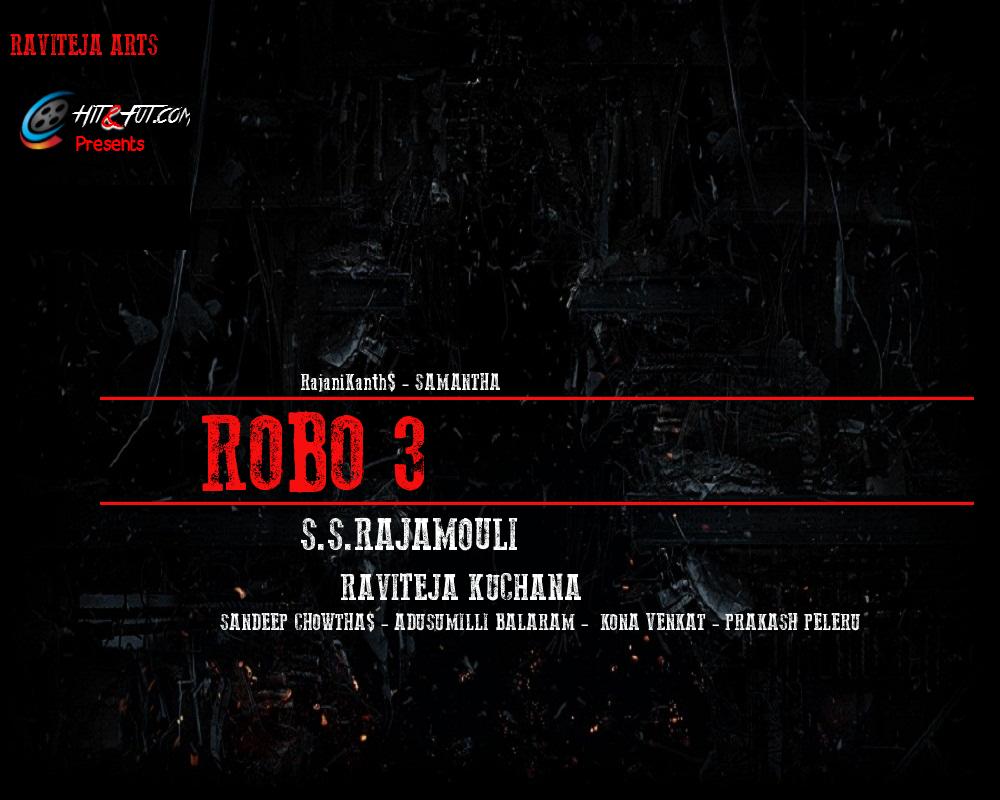 RAVITEJA ARTS
HIT&FUT.COM
Presents
RajaniKanth$ - SAMANTHA
ROBO 3
S.S.RAJAMOULI
RAVITEJA KUCHANA
SANDEEP CHOWTHA$ - ADUSUMILLI BALARAM - KONA VENKAT - PRAKASH PELERU